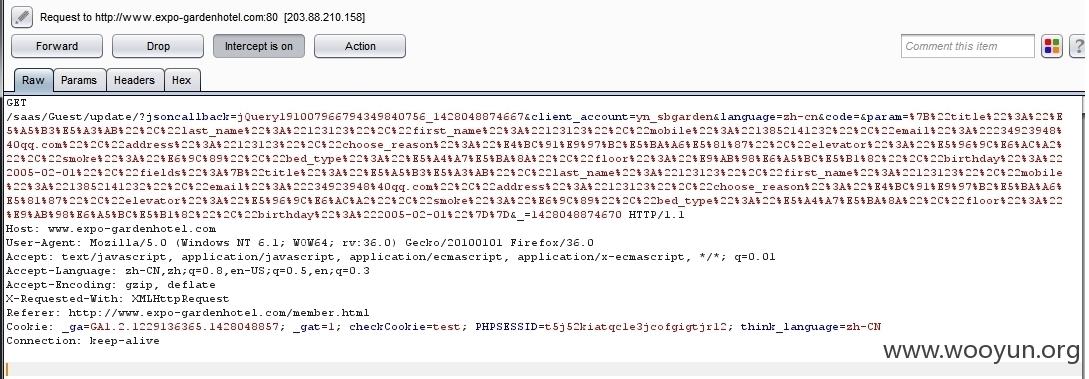 Request to http://www.expo-gardenhotel.com:80 [203.88.210.158]
Forward Drop Intercept is on Action Comment this item ?
Raw Params Headers Hex
GET
/saas/Guest/update/?jsoncallback=jQuery191007966794349840756_1428048874667&client_account=yn_sbgarden&language=zh-cn&code=&param=%7B%22title%22%3A%22%E
5%A5%B3%E5%A3%AB%22%2C%22last_name%22%3A%22123123%22%2C%22first_name%22%3A%22123123%22%2C%22mobile%22%3A%2213852141232%22%2C%22email%22%3A%2234923948%
40qq.com%22%2C%22address%22%3A%22123123%22%2C%22choose_reason%22%3A%22%E4%BC%91%E9%97%B2%E5%BA%A6%E5%81%87%22%2C%22elevator%22%3A%22%E5%96%9C%E6%AC%A2
%22%2C%22smoke%22%3A%22%E6%9C%89%22%2C%22bed_type%22%3A%22%E5%A4%A7%E5%BA%8A%22%2C%22floor%22%3A%22%E9%AB%98%E6%A5%BC%E5%B1%82%22%2C%22birthday%22%3A%22
2005-02-01%22%2C%22fields%22%3A%7B%22title%22%3A%22%E5%A5%B3%E5%A3%AB%22%2C%22last_name%22%3A%22123123%22%2C%22first_name%22%3A%22123123%22%2C%22mobile
%22%3A%2213852141232%22%2C%22email%22%3A%2234923948%40qq.com%22%2C%22address%22%3A%22123123%22%2C%22choose_reason%22%3A%22%E4%BC%91%E9%97%B2%E5%BA%A6%
E5%81%87%22%2C%22elevator%22%3A%22%E5%96%9C%E6%AC%A2%22%2C%22smoke%22%3A%22%E6%9C%89%22%2C%22bed_type%22%3A%22%E5%A4%A7%E5%BA%8A%22%2C%22floor%22%3A%22
%E9%AB%98%E6%A5%BC%E5%B1%82%22%2C%22birthday%22%3A%222005-02-01%22%7D%7D&_=1428048874670 HTTP/1.1
Host: www.expo-gardenhotel.com
User-Agent: Mozilla/5.0 (Windows NT 6.1; WOW64; rv:36.0) Gecko/20100101 Firefox/36.0
Accept: text/javascript, application/javascript, application/ecmascript, application/x-ecmascript, */*; q=0.01
Accept-Language: zh-CN,zh;q=0.8,en-US;q=0.5,en;q=0.3
Accept-Encoding: gzip, deflate
X-Requested-With: XMLHttpRequest
Referer: http://www.expo-gardenhotel.com/member.html
Cookie: _ga=GA1.2.1229136365.1428048857; _gat=1; checkCookie=test; PHPSESSID=t5j52kiatqcle3jcofgigtjr12; think_language=zh-CN
Connection: keep-alive
www.wooyun.org